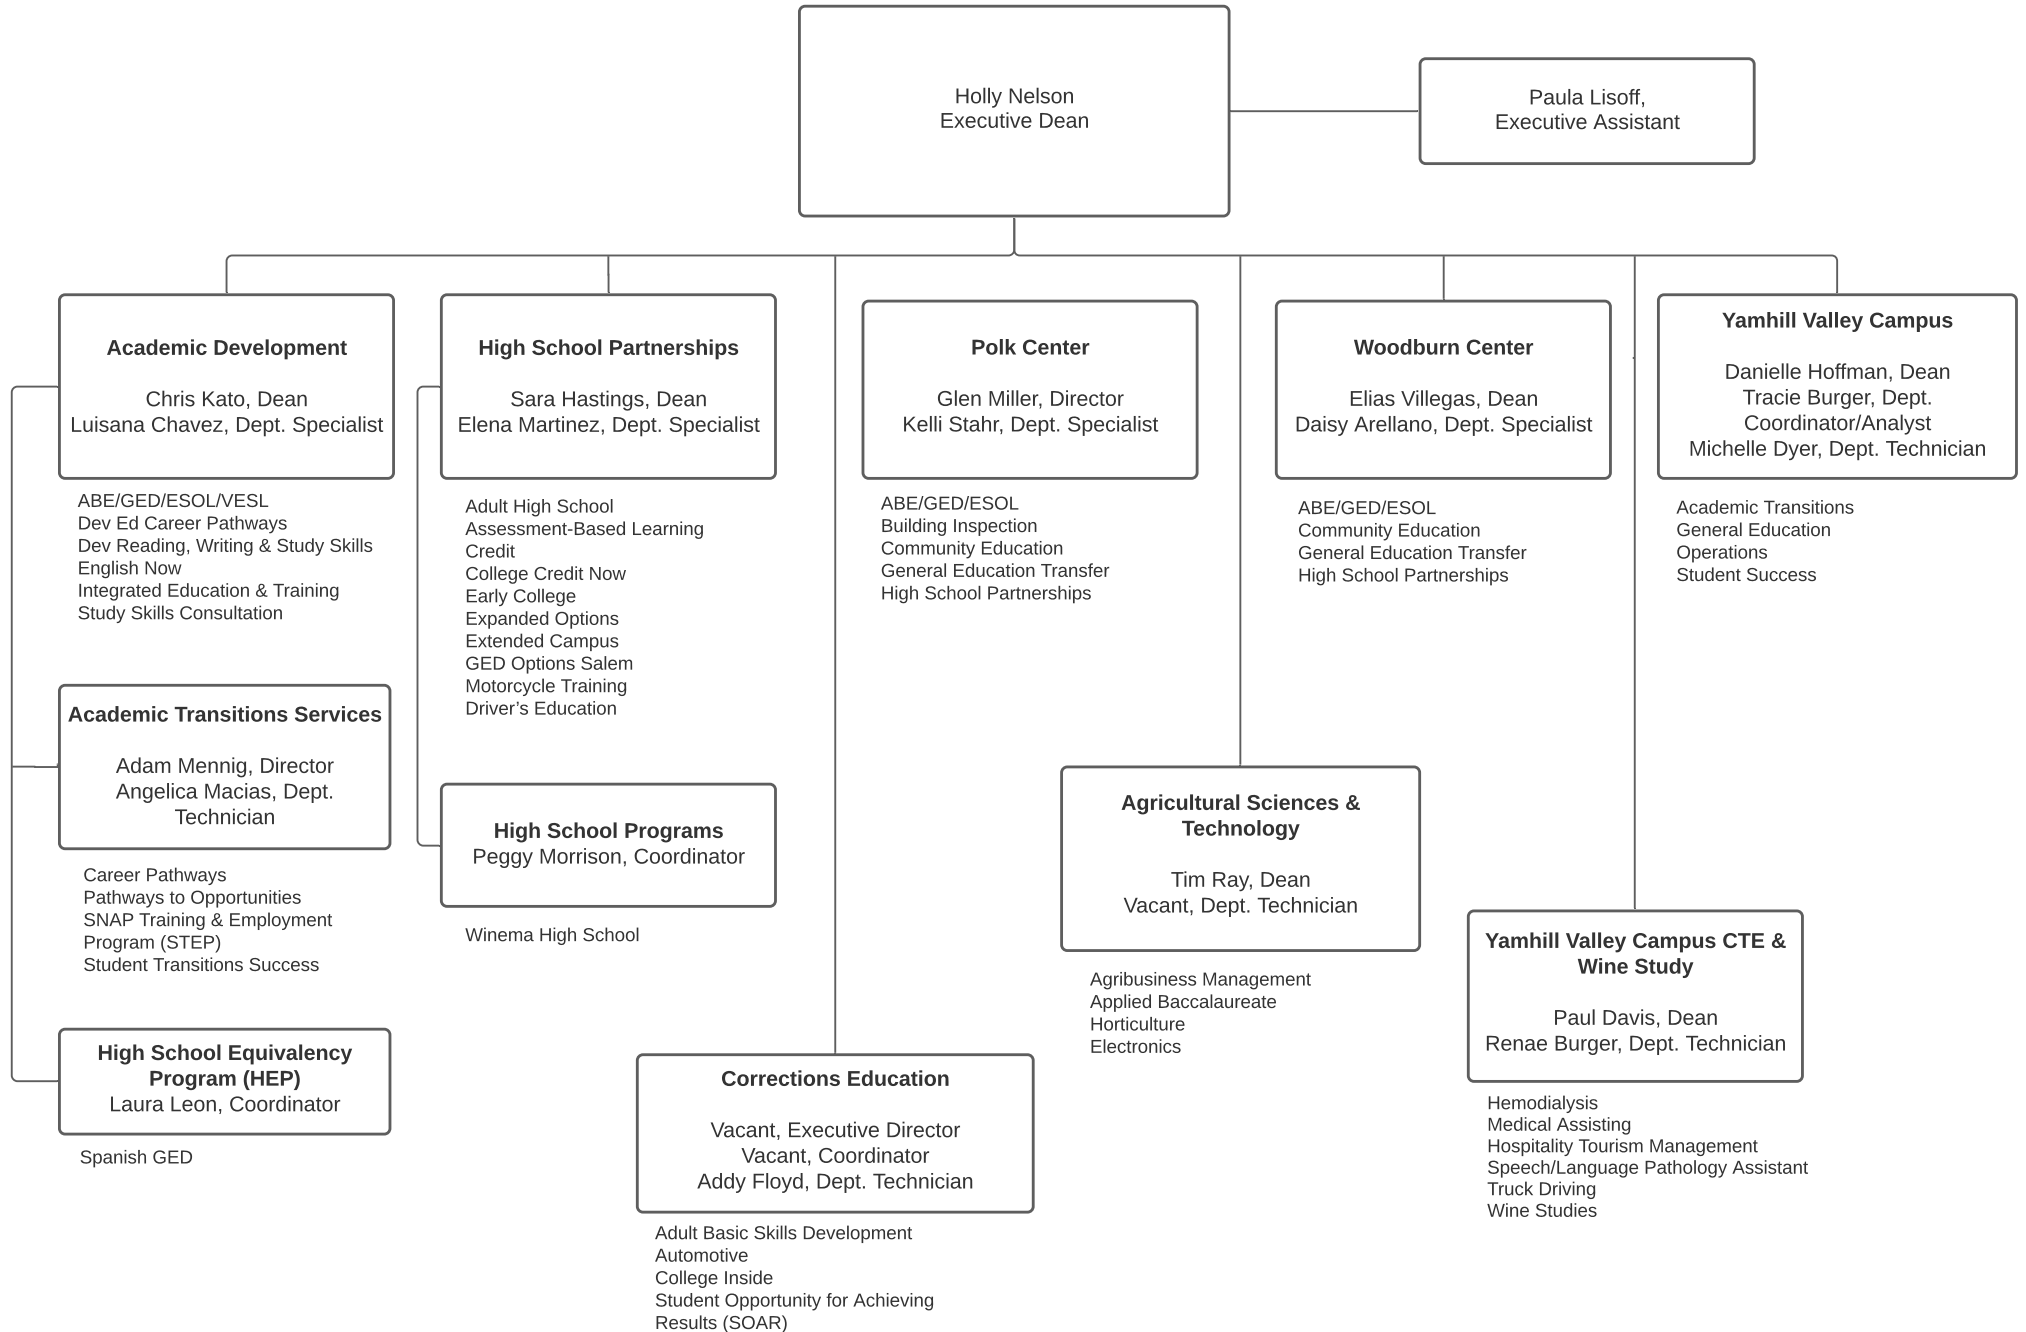 Holly Nelson
Executive Dean
Paula Lisoff,
Executive Assistant
Academic Development
Chris Kato, Dean
Luisana Chavez, Dept. Specialist
ABE/GED/ESOL/VESL
Dev Ed Career Pathways
Dev Reading, Writing & Study Skills
English Now
Integrated Education & Training
Study Skills Consultation
Academic Transitions Services
Adam Mennig, Director
Angelica Macias, Dept.
Technician
Career Pathways
Pathways to Opportunities
SNAP Training & Employment
Program (STEP)
Student Transitions Success
High School Equivalency
Program (HEP)
Laura Leon, Coordinator
Spanish GED
High School Partnerships
Sara Hastings, Dean
Elena Martinez, Dept. Specialist
Adult High School
Assessment-Based Learning
Credit
College Credit Now
Early College
Expanded Options
Extended Campus
GED Options Salem
Motorcycle Training
Driver’s Education
High School Programs
Peggy Morrison, Coordinator
Winema High School
Corrections Education
Vacant, Executive Director
Vacant, Coordinator
Addy Floyd, Dept. Technician
Adult Basic Skills Development
Automotive
College Inside
Student Opportunity for Achieving
Results (SOAR)
Polk Center
Glen Miller, Director
Kelli Stahr, Dept. Specialist
ABE/GED/ESOL
Building Inspection
Community Education
General Education Transfer
High School Partnerships
Agricultural Sciences &
Technology
Tim Ray, Dean
Vacant, Dept. Technician
Agribusiness Management
Applied Baccalaureate
Horticulture
Electronics
Woodburn Center
Elias Villegas, Dean
Daisy Arellano, Dept. Specialist
ABE/GED/ESOL
Community Education
General Education Transfer
High School Partnerships
Yamhill Valley Campus CTE &
Wine Study
Paul Davis, Dean
Renae Burger, Dept. Technician
Hemodialysis
Medical Assisting
Hospitality Tourism Management
Speech/Language Pathology Assistant
Truck Driving
Wine Studies
Yamhill Valley Campus
Danielle Hoffman, Dean
Tracie Burger, Dept.
Coordinator/Analyst
Michelle Dyer, Dept. Technician
Academic Transitions
General Education
Operations
Student Success